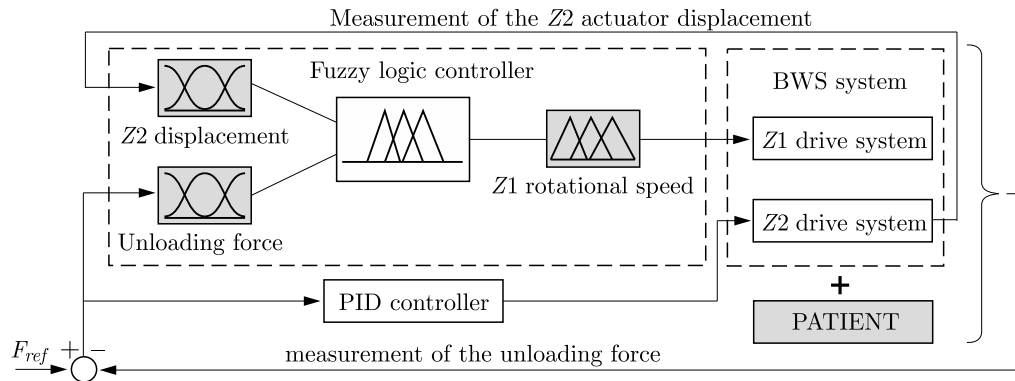 Measurement of the Z2 actuator displacement
Fuzzy logic controller
BWS system
Z2 displacement
Z1 drive system
Z1 rotational speed
Unloading force
Z2 drive system
PID controller
+
PATIENT
F_ref + −
measurement of the unloading force